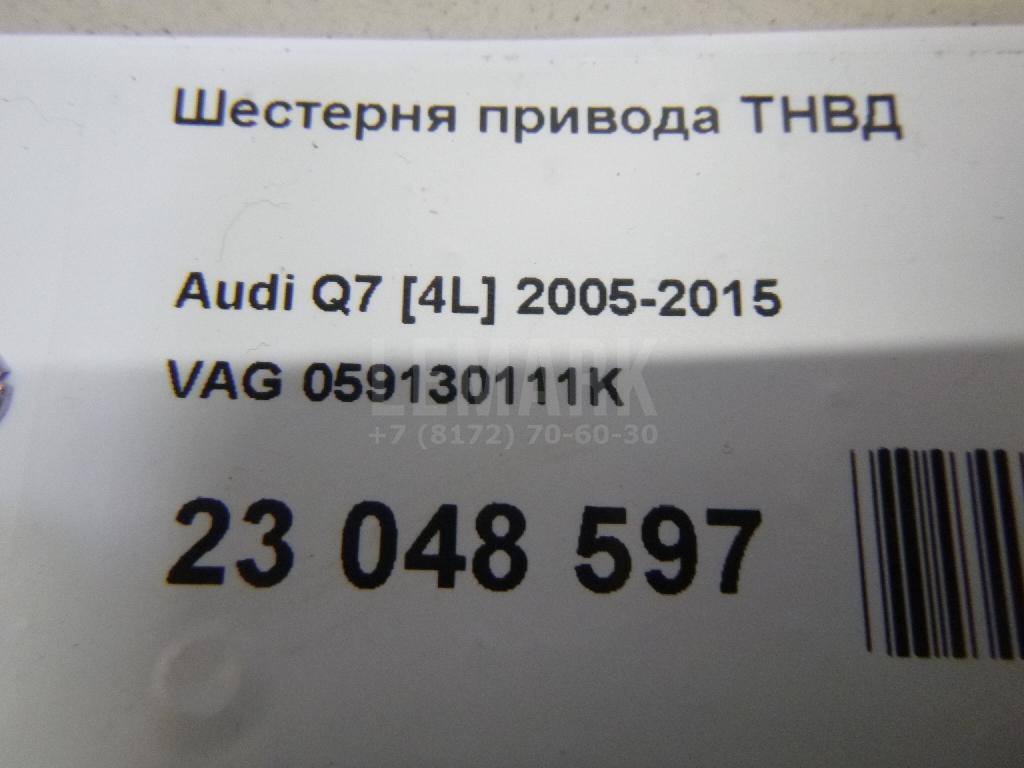 Шестерня привода ТНВД
Audi Q7 [4L] 2005-2015
VAG 059130111K
LEMARK
+7 (8172) 70-60-30
23 048 597